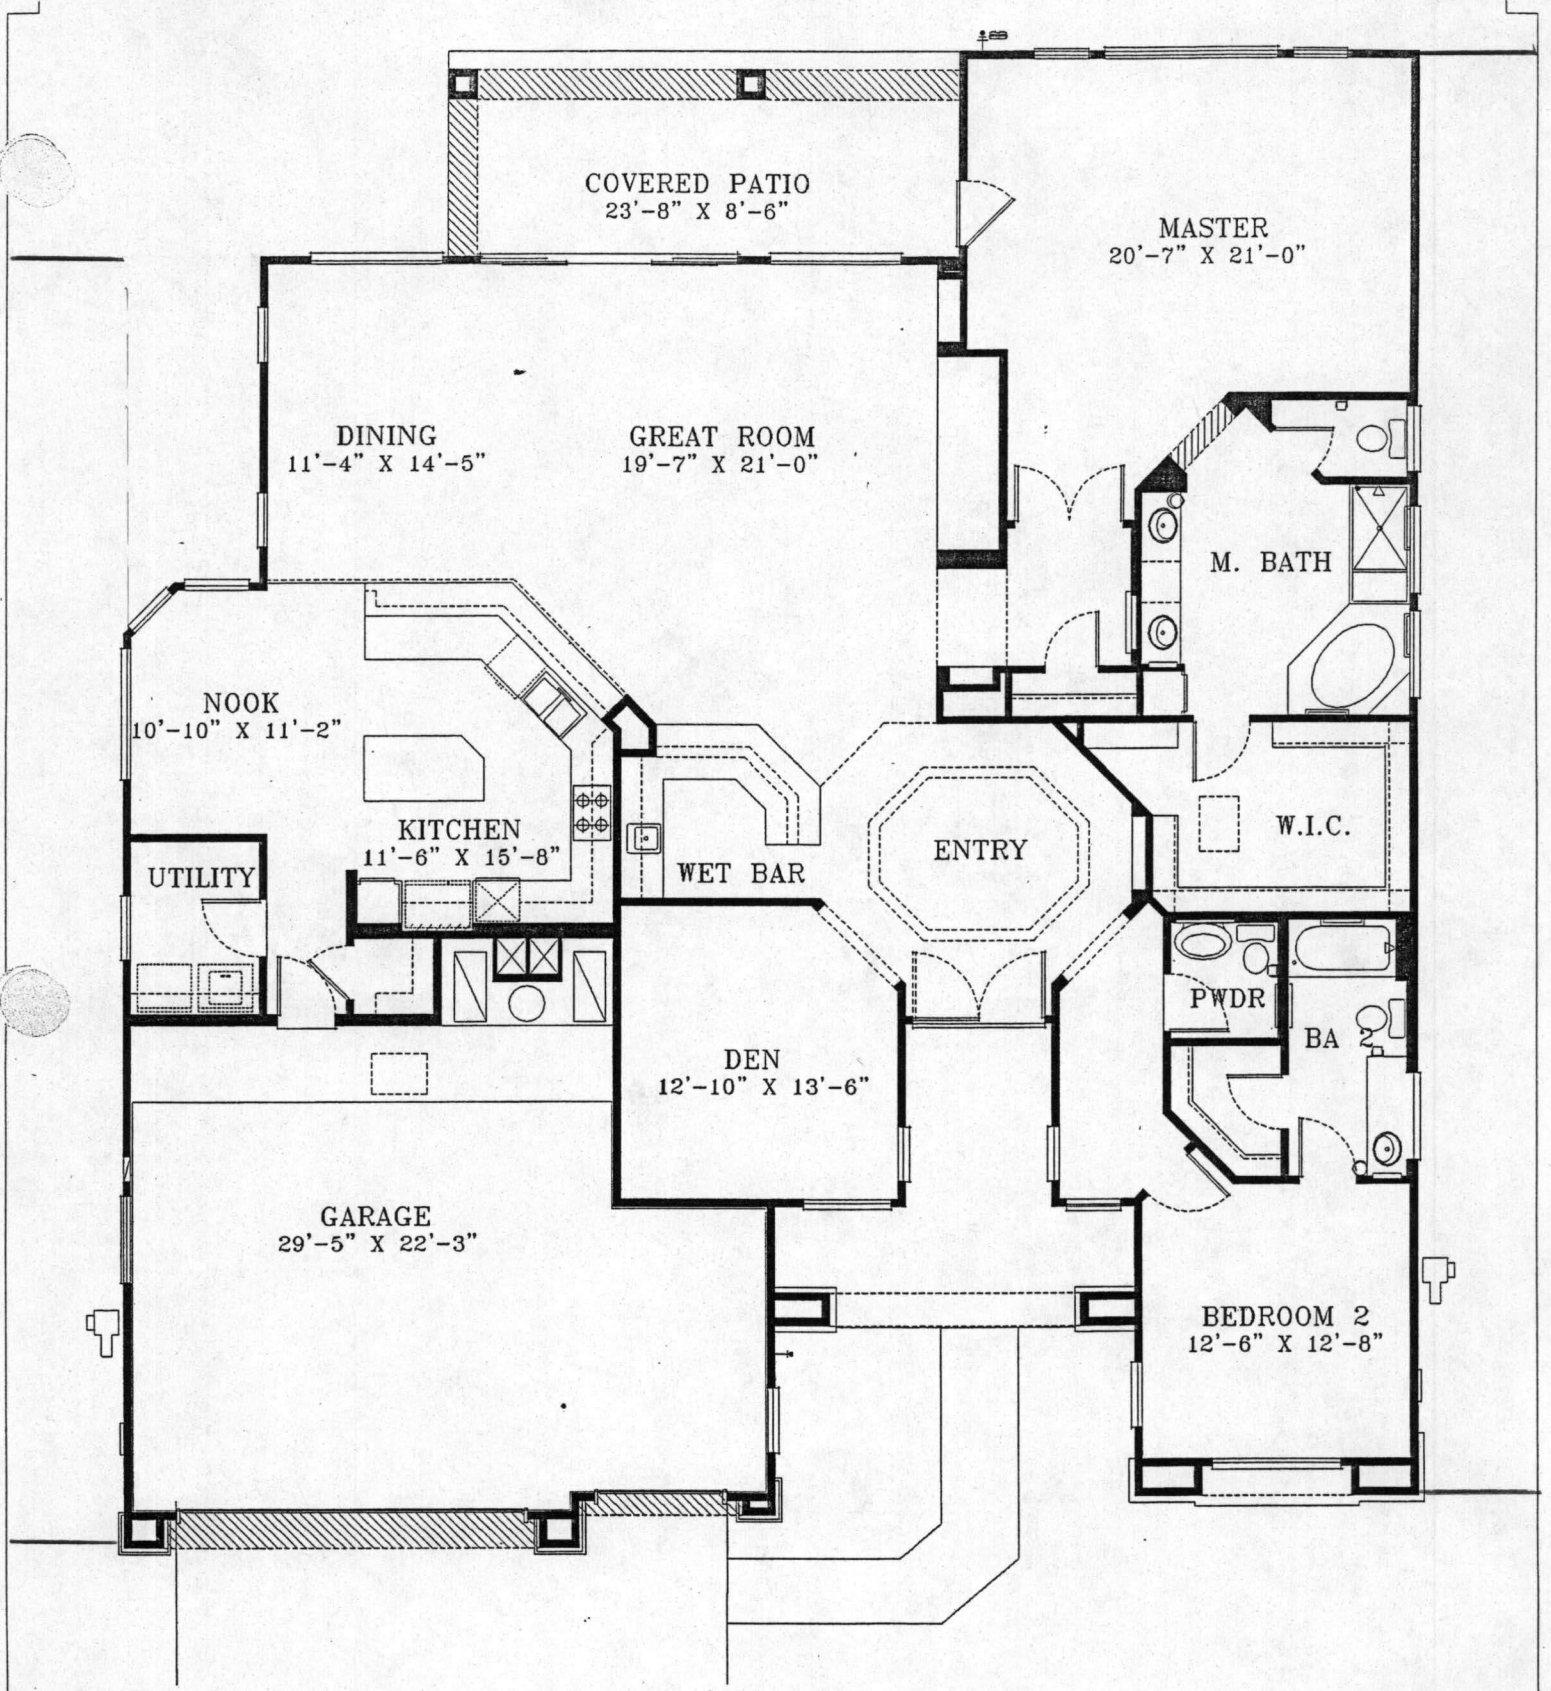 COVERED PATIO
23'-8" X 8'-6"
MASTER
20'-7" X 21'-0"
DINING
11'-4" X 14'-5"
GREAT ROOM
19'-7" X 21'-0"
M. BATH
NOOK
10'-10" X 11'-2"
KITCHEN
11'-6" X 15'-8"
W.I.C.
ENTRY
UTILITY
WET BAR
PWDR
BA 2
DEN
12'-10" X 13'-6"
GARAGE
29'-5" X 22'-3"
BEDROOM 2
12'-6" X 12'-8"